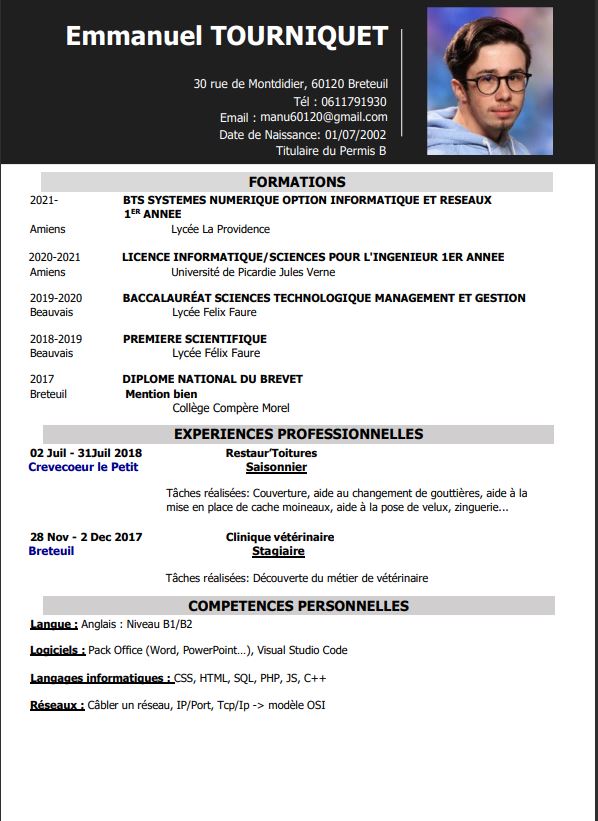 Emmanuel TOURNIQUET
30 rue de Montdidier, 60120 Breteuil
Tél : 0611791930
Email : manu60120@gmail.com
Date de Naissance: 01/07/2002
Titulaire du Permis B
FORMATIONS
2021- BTS SYSTEMES NUMERIQUE OPTION INFORMATIQUE ET RESEAUX
1ER ANNEE
Amiens Lycée La Providence
2020-2021 LICENCE INFORMATIQUE/SCIENCES POUR L'INGENIEUR 1ER ANNEE
Amiens Université de Picardie Jules Verne
2019-2020 BACCALAURÉAT SCIENCES TECHNOLOGIQUE MANAGEMENT ET GESTION
Beauvais Lycée Felix Faure
2018-2019 PREMIERE SCIENTIFIQUE
Beauvais Lycée Félix Faure
2017 DIPLOME NATIONAL DU BREVET
Breteuil Mention bien
Collège Compère Morel
EXPERIENCES PROFESSIONNELLES
02 Juil - 31Juil 2018 Restaur'Toitures
Crevecoeur le Petit Saisonnier
Tâches réalisées: Couverture, aide au changement de gouttières, aide à la
mise en place de cache moineaux, aide à la pose de velux, zinguerie...
28 Nov - 2 Dec 2017 Clinique vétérinaire
Breteuil Stagiaire
Tâches réalisées: Découverte du métier de vétérinaire
COMPETENCES PERSONNELLES
Langue : Anglais : Niveau B1/B2
Logiciels : Pack Office (Word, PowerPoint…), Visual Studio Code
Langages informatiques : CSS, HTML, SQL, PHP, JS, C++
Réseaux : Câbler un réseau, IP/Port, Tcp/Ip -> modèle OSI